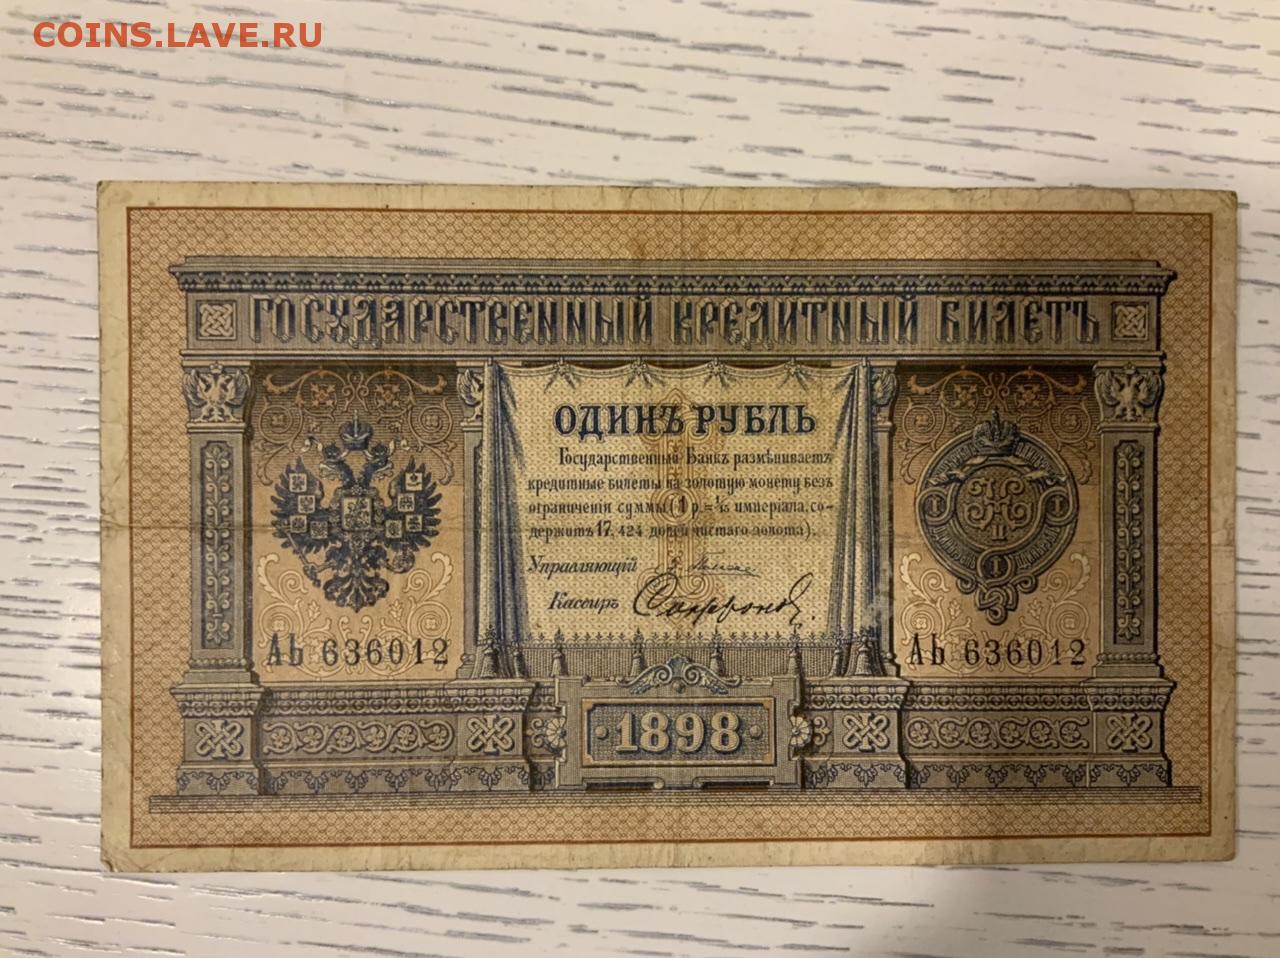 COINS.LAVE.RU
ГОСУДАРСТВЕННЫЙ КРЕДИТНЫЙ БИЛЕТЪ
ОДИНЪ РУБЛЬ
Государственный Банкъ размѣниваетъ
кредитные билеты на золотую монету безъ
ограниченія суммы (1 р.= 1/15 имперіала, со-
держитъ 17,424 долей чистаго золота).
Управляющій
Кассиръ Сафроновъ
АЬ 636012
АЬ 636012
·1898·